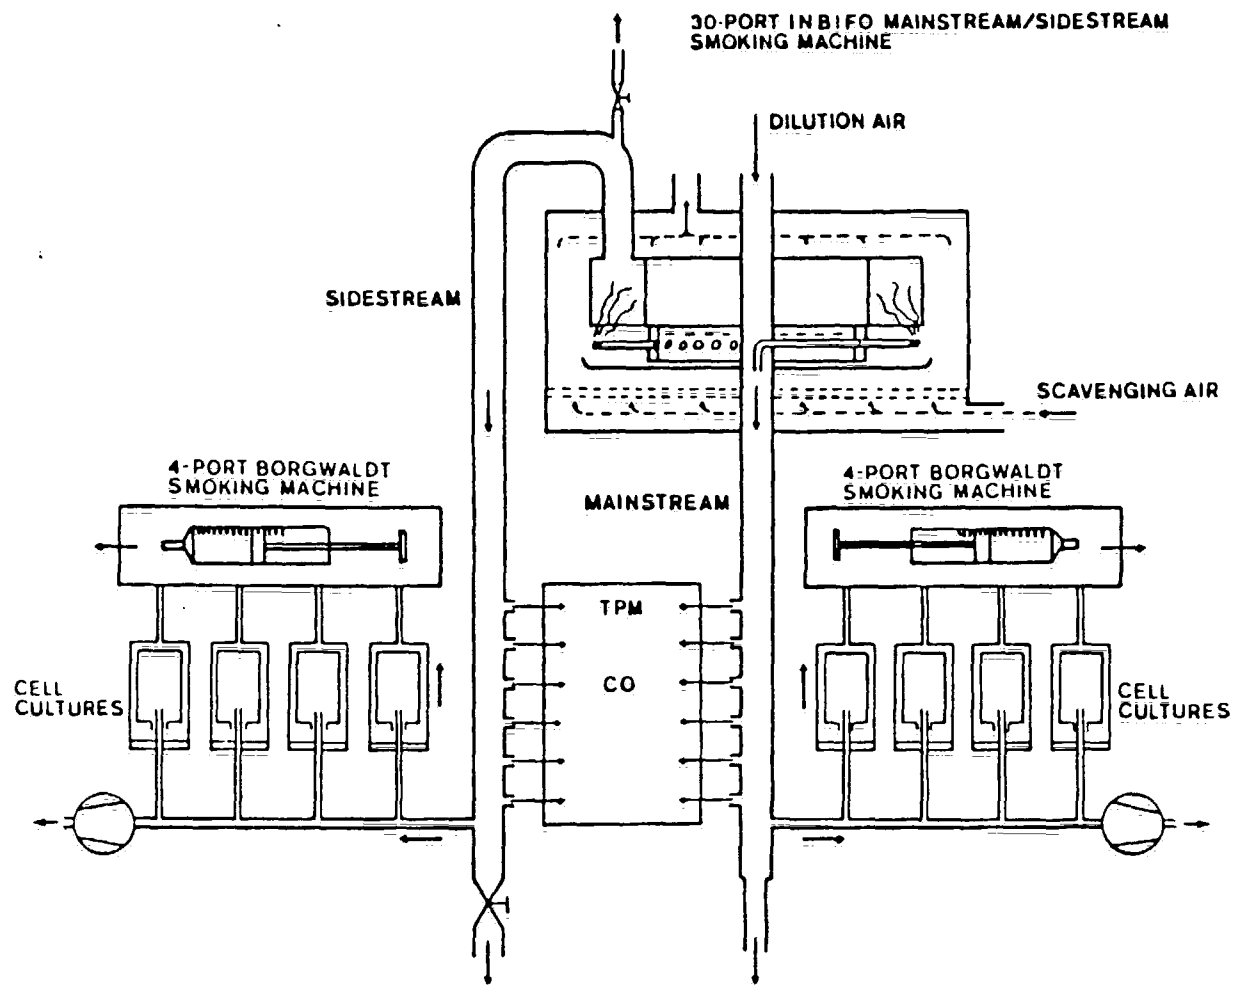 30-PORT INBIFO MAINSTREAM/SIDESTREAM
SMOKING MACHINE
DILUTION AIR
SIDESTREAM
SCAVENGING AIR
4-PORT BORGWALDT
SMOKING MACHINE
MAINSTREAM
4-PORT BORGWALDT
SMOKING MACHINE
TPM
CO
CELL
CULTURES
CELL
CULTURES